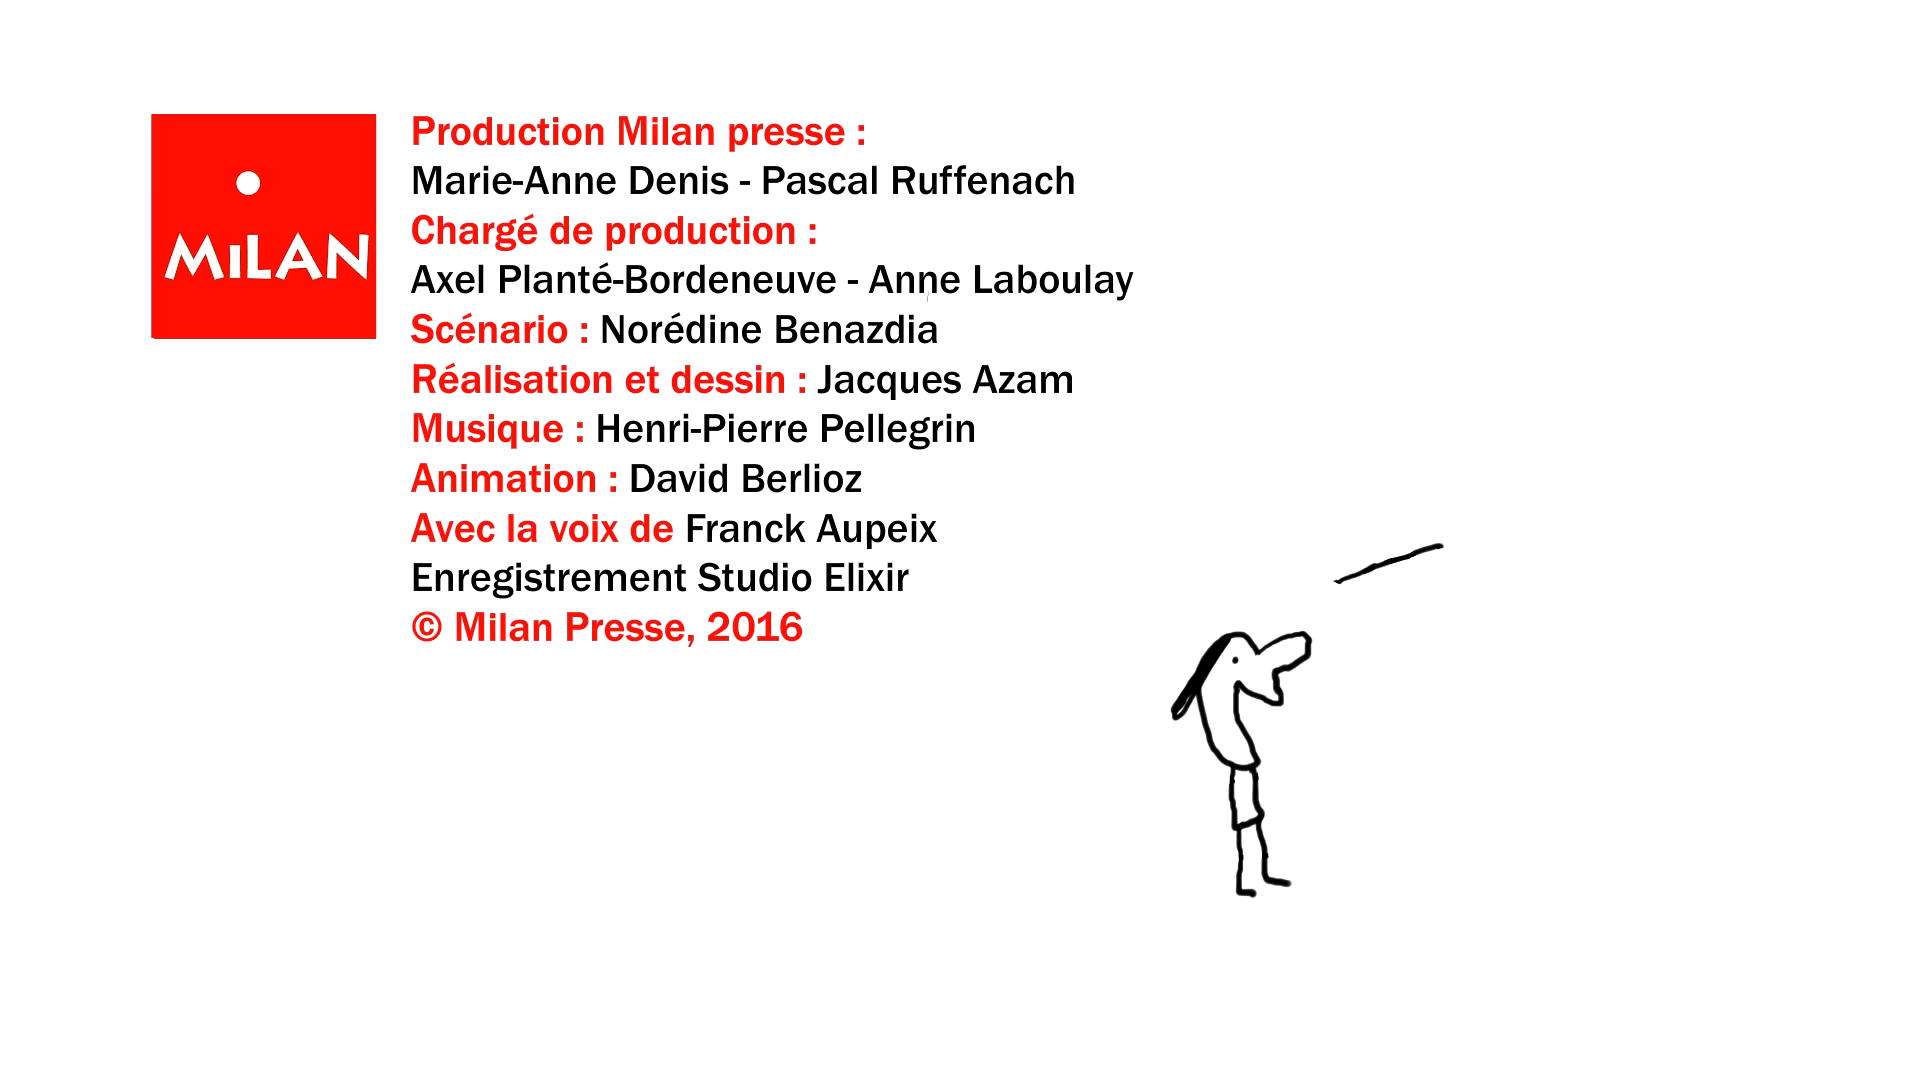 MiLAN
Production Milan presse :
Marie-Anne Denis - Pascal Ruffenach
Chargé de production :
Axel Planté-Bordeneuve - Anne Laboulay
Scénario : Norédine Benazdia
Réalisation et dessin : Jacques Azam
Musique : Henri-Pierre Pellegrin
Animation : David Berlioz
Avec la voix de Franck Aupeix
Enregistrement Studio Elixir
© Milan Presse, 2016